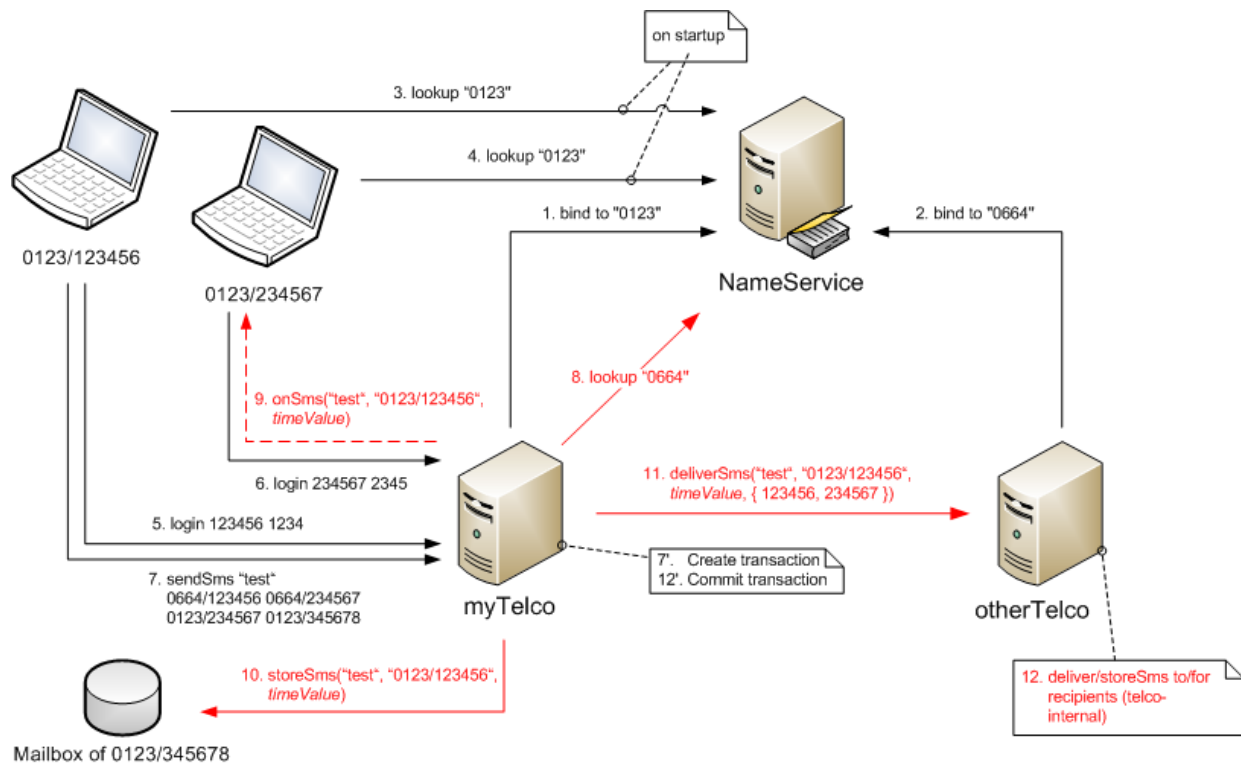 on startup
3. lookup “0123”
4. lookup “0123”
1. bind to "0123"
2. bind to "0664"
0123/123456
0123/234567
NameService
8. lookup “0664”
9. onSms(“test“, "0123/123456“,
timeValue)
6. login 234567 2345
11. deliverSms(“test“, “0123/123456“,
timeValue, { 123456, 234567 })
5. login 123456 1234
7. sendSms “test“
0664/123456 0664/234567
0123/234567 0123/345678
7'. Create transaction
12'. Commit transaction
myTelco
otherTelco
10. storeSms(“test“, “0123/123456“,
timeValue)
12. deliver/storeSms to/for
recipients (telco-
internal)
Mailbox of 0123/345678